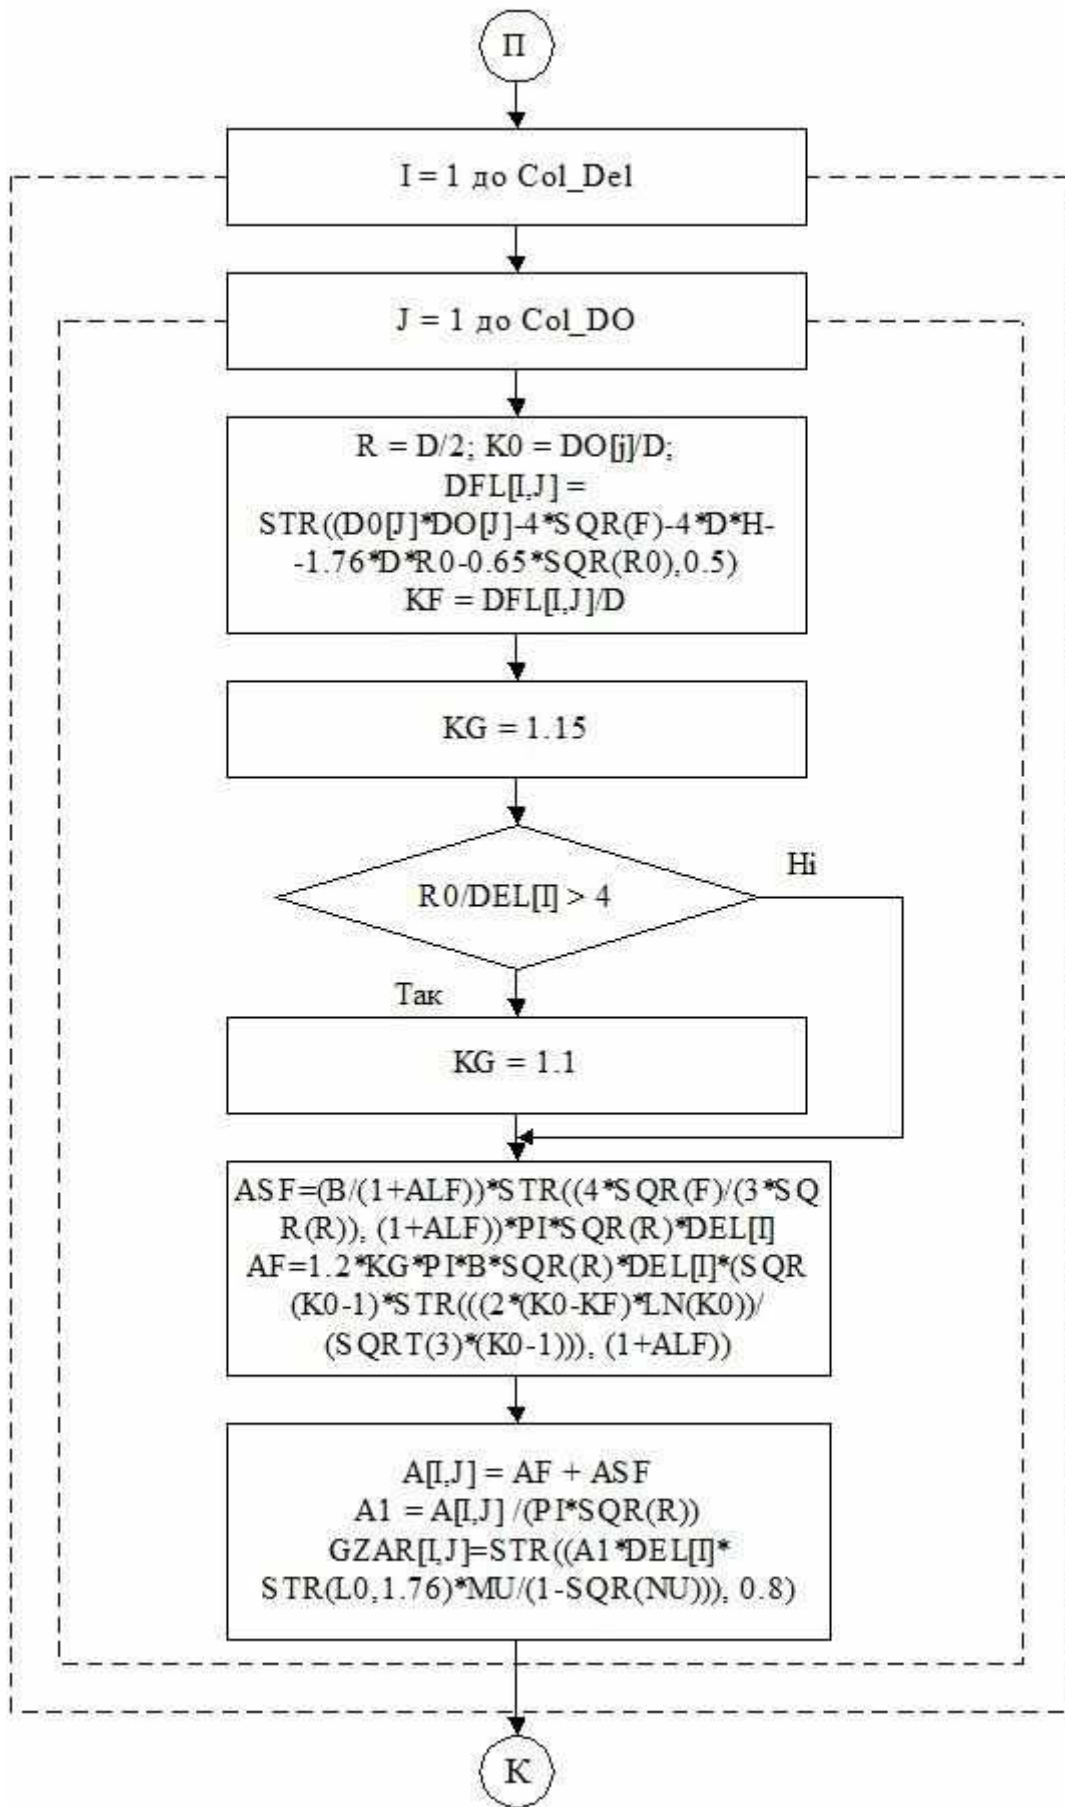 П
I = 1 до Col_Del
J = 1 до Col_DO
R = D/2; K0 = DO[j]/D;
DFL[I,J] =
STR((D0[J]*DO[J]-4*SQR(F)-4*D*H-
-1.76*D*R0-0.65*SQR(R0),0.5)
KF = DFL[I,J]/D
KG = 1.15
R0/DEL[I] > 4
Ні
Так
KG = 1.1
ASF=(B/(1+ALF))*STR((4*SQR(F)/(3*SQ
R(R)), (1+ALF))*PI*SQR(R)*DEL[I]
AF=1.2*KG*PI*B*SQR(R)*DEL[I]*(SQR
(K0-1)*STR(((2*(K0-KF)*LN(K0))/
(SQRT(3)*(K0-1))), (1+ALF))
A[I,J] = AF + ASF
A1 = A[I,J] /(PI*SQR(R))
GZAR[I,J]=STR((A1*DEL[I]*
STR(L0,1.76)*MU/(1-SQR(NU))), 0.8)
К